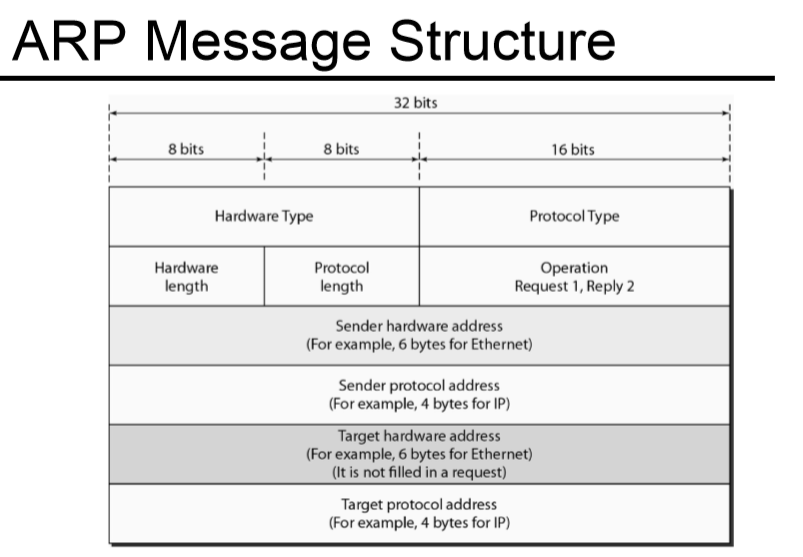 ARP Message Structure
32 bits
8 bits 8 bits 16 bits
Hardware Type Protocol Type
Hardware length
Protocol length
Operation
Request 1, Reply 2
Sender hardware address
(For example, 6 bytes for Ethernet)
Sender protocol address
(For example, 4 bytes for IP)
Target hardware address
(For example, 6 bytes for Ethernet)
(It is not filled in a request)
Target protocol address
(For example, 4 bytes for IP)